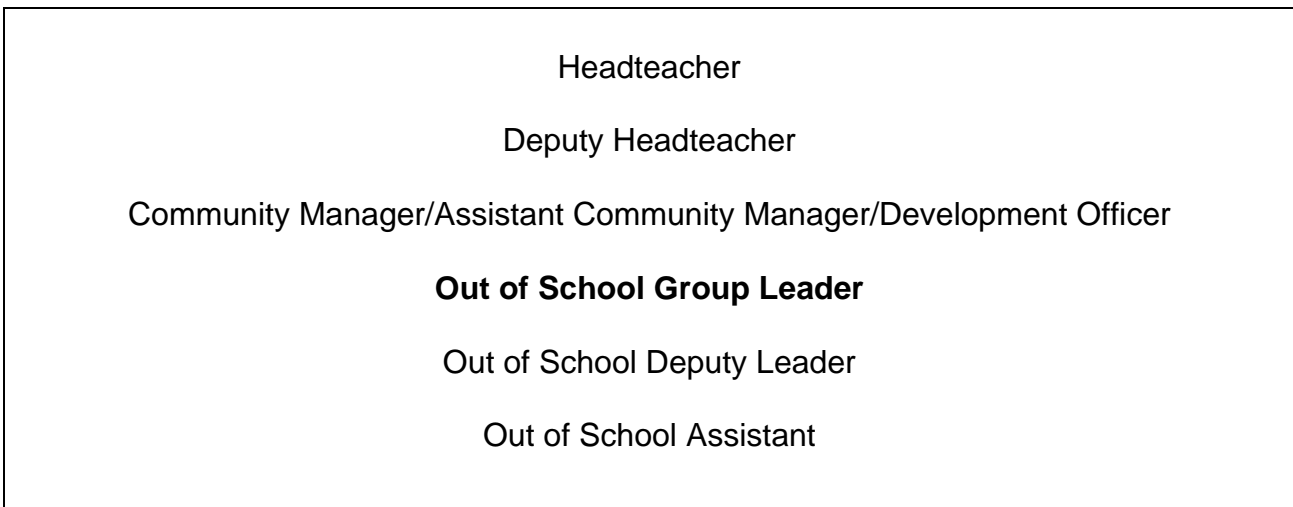 Headteacher
Deputy Headteacher
Community Manager/Assistant Community Manager/Development Officer
Out of School Group Leader
Out of School Deputy Leader
Out of School Assistant